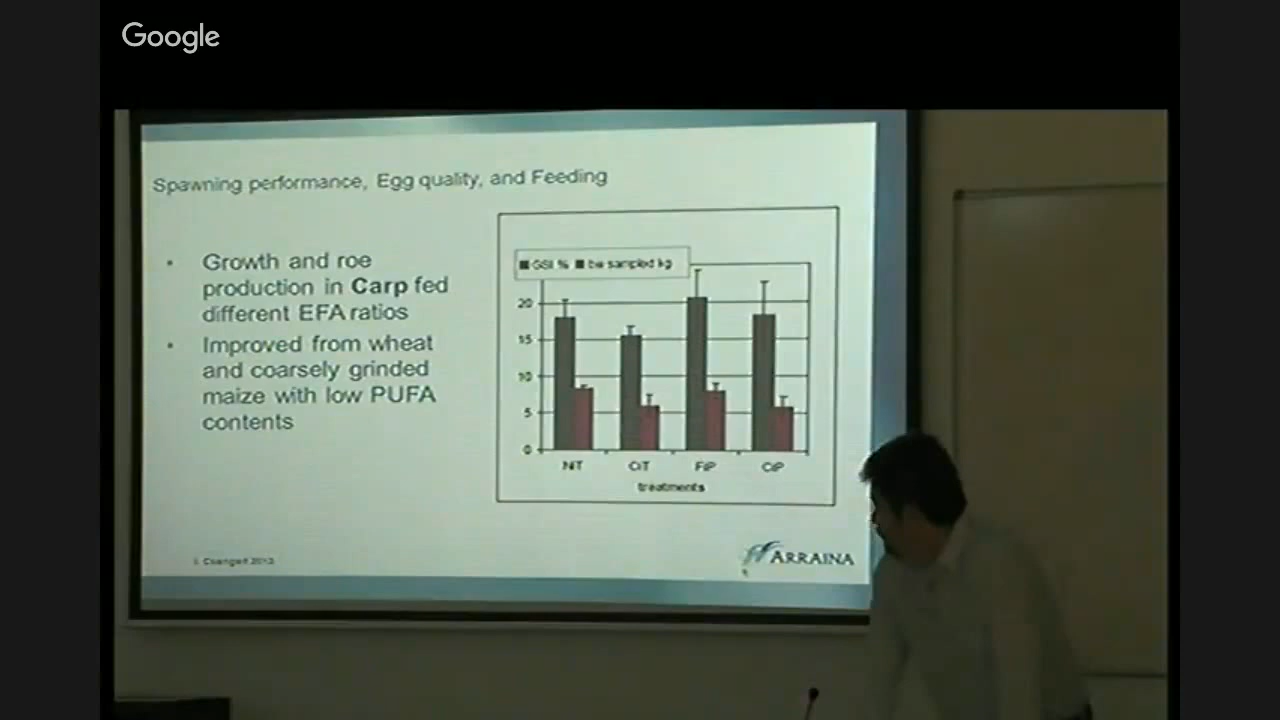 Google
Spawning performance, Egg quality, and Feeding
• Growth and roe
production in Carp fed
different EFA ratios
• Improved from wheat
and coarsely grinded
maize with low PUFA
contents
GSI % bw sampled kg
20
15
10
5
0
NiT CiT FiP CiP
treatments
ARRAINA